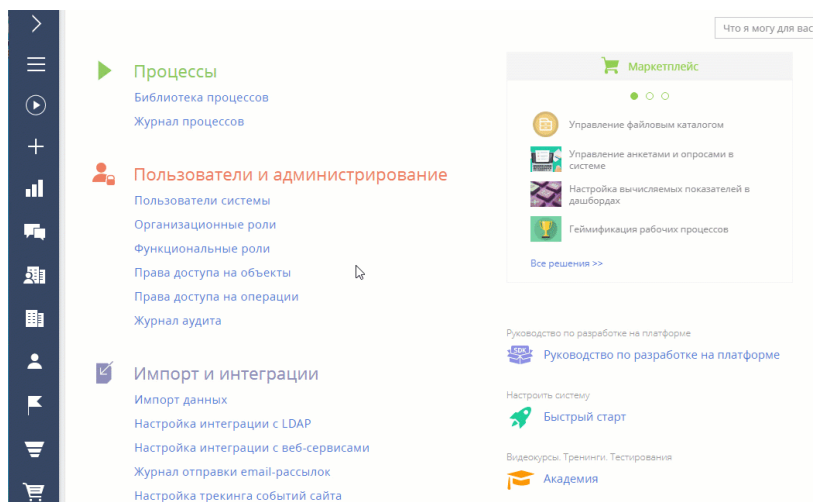 Что я могу для вас
Процессы
Библиотека процессов
Журнал процессов
Пользователи и администрирование
Пользователи системы
Организационные роли
Функциональные роли
Права доступа на объекты
Права доступа на операции
Журнал аудита
Импорт и интеграции
Импорт данных
Настройка интеграции с LDAP
Настройка интеграции с веб-сервисами
Журнал отправки email-рассылок
Настройка трекинга событий сайта
Маркетплейс
Управление файловым каталогом
Управление анкетами и опросами в
системе
Настройка вычисляемых показателей в
дашбордах
Геймификация рабочих процессов
Все решения >>
Руководство по разработке на платформе
SDK
Руководство по разработке на платформе
Настроить систему
Быстрый старт
Видеокурсы. Тренинги. Тестирования
Академия